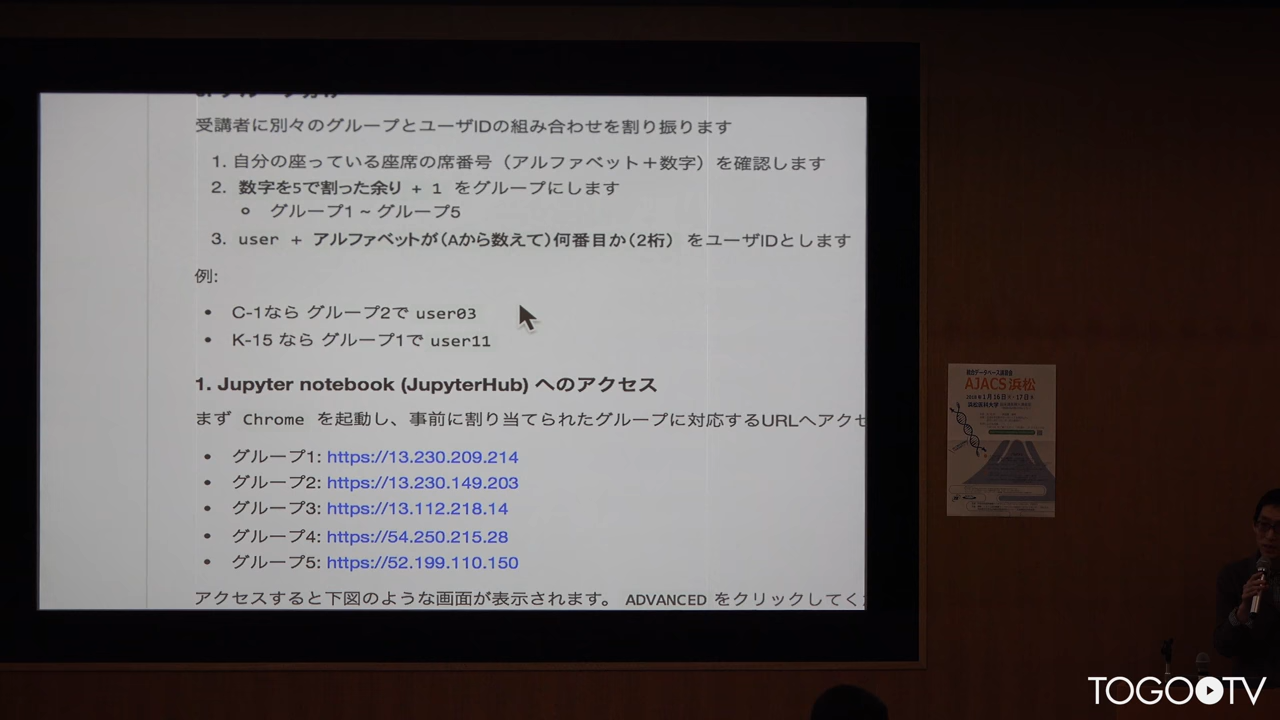 受講者に別々のグループとユーザIDの組み合わせを割り振ります
1. 自分の座っている座席の席番号（アルファベット＋数字）を確認します
2. 数字を5で割った余り + 1 をグループにします
グループ1 ~ グループ5
3. user + アルファベットが(Aから数えて)何番目か(2桁) をユーザIDとします
例:
C-1なら グループ2で user03
K-15 なら グループ1で user11
1. Jupyter notebook (JupyterHub) へのアクセス
まず Chrome を起動し、事前に割り当てられたグループに対応するURLへアクセ
グループ1: https://13.230.209.214
グループ2: https://13.230.149.203
グループ3: https://13.112.218.14
グループ4: https://54.250.215.28
グループ5: https://52.199.110.150
アクセスすると下図のような画面が表示されます。 ADVANCED をクリックしてく
AJACS浜松
浜松医科大学
TOGOTV